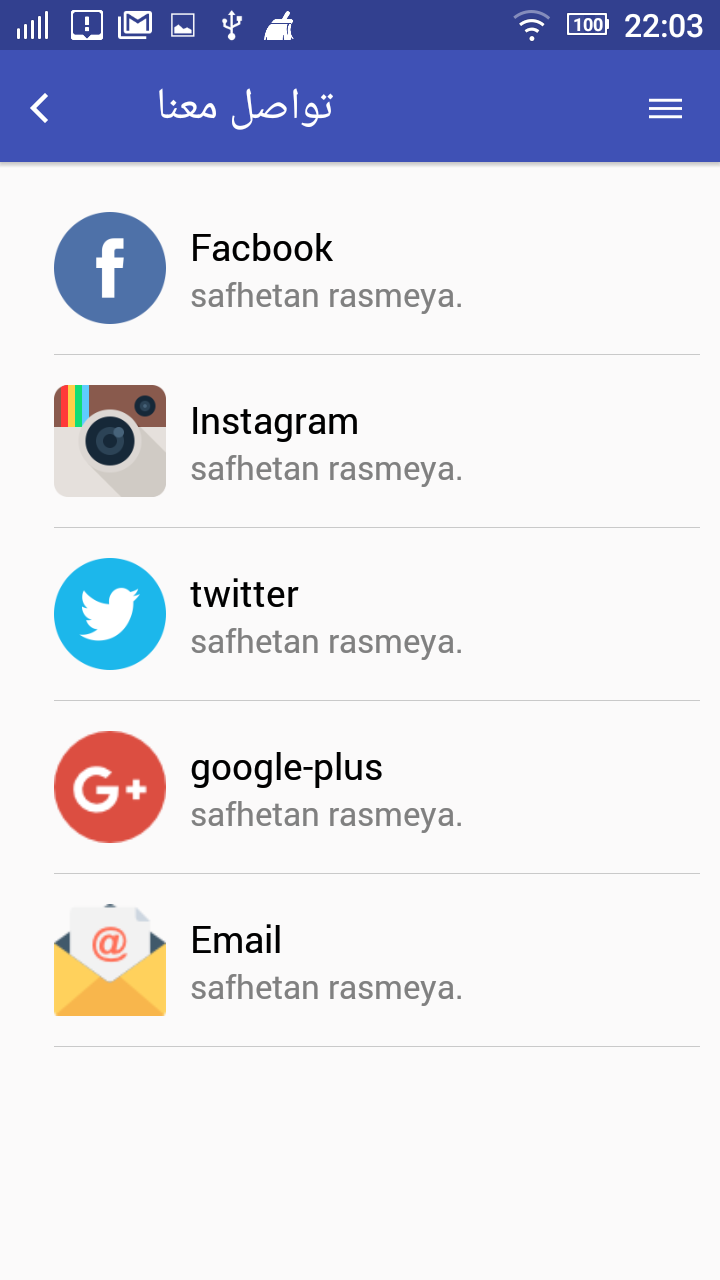 100 22:03
تواصل معنا
Facbook
safhetan rasmeya.
Instagram
safhetan rasmeya.
twitter
safhetan rasmeya.
G+
google-plus
safhetan rasmeya.
@
Email
safhetan rasmeya.